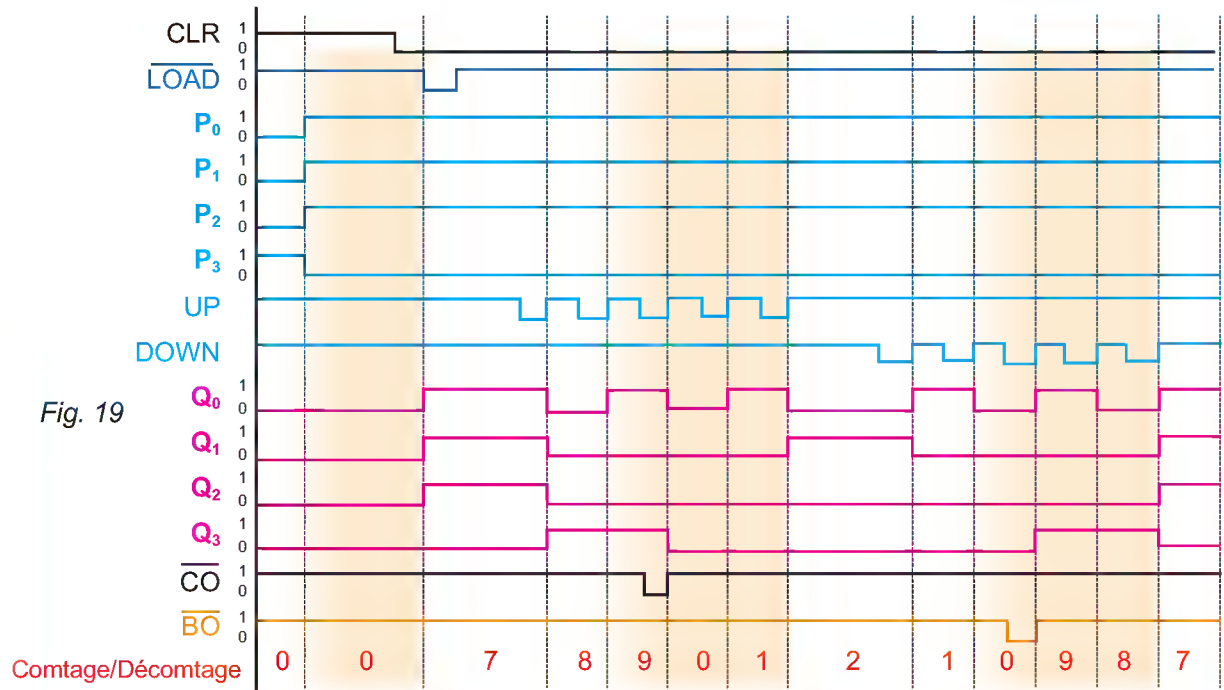 CLR 1 0
LOAD 1 0
P0 1 0
P1 1 0
P2 1 0
P3 1 0
UP
DOWN
Fig. 19
Q0 1 0
Q1 1 0
Q2 1 0
Q3 1 0
CO 1 0
BO 1 0
Comtage/Décomtage 0 0 7 8 9 0 1 2 1 0 9 8 7